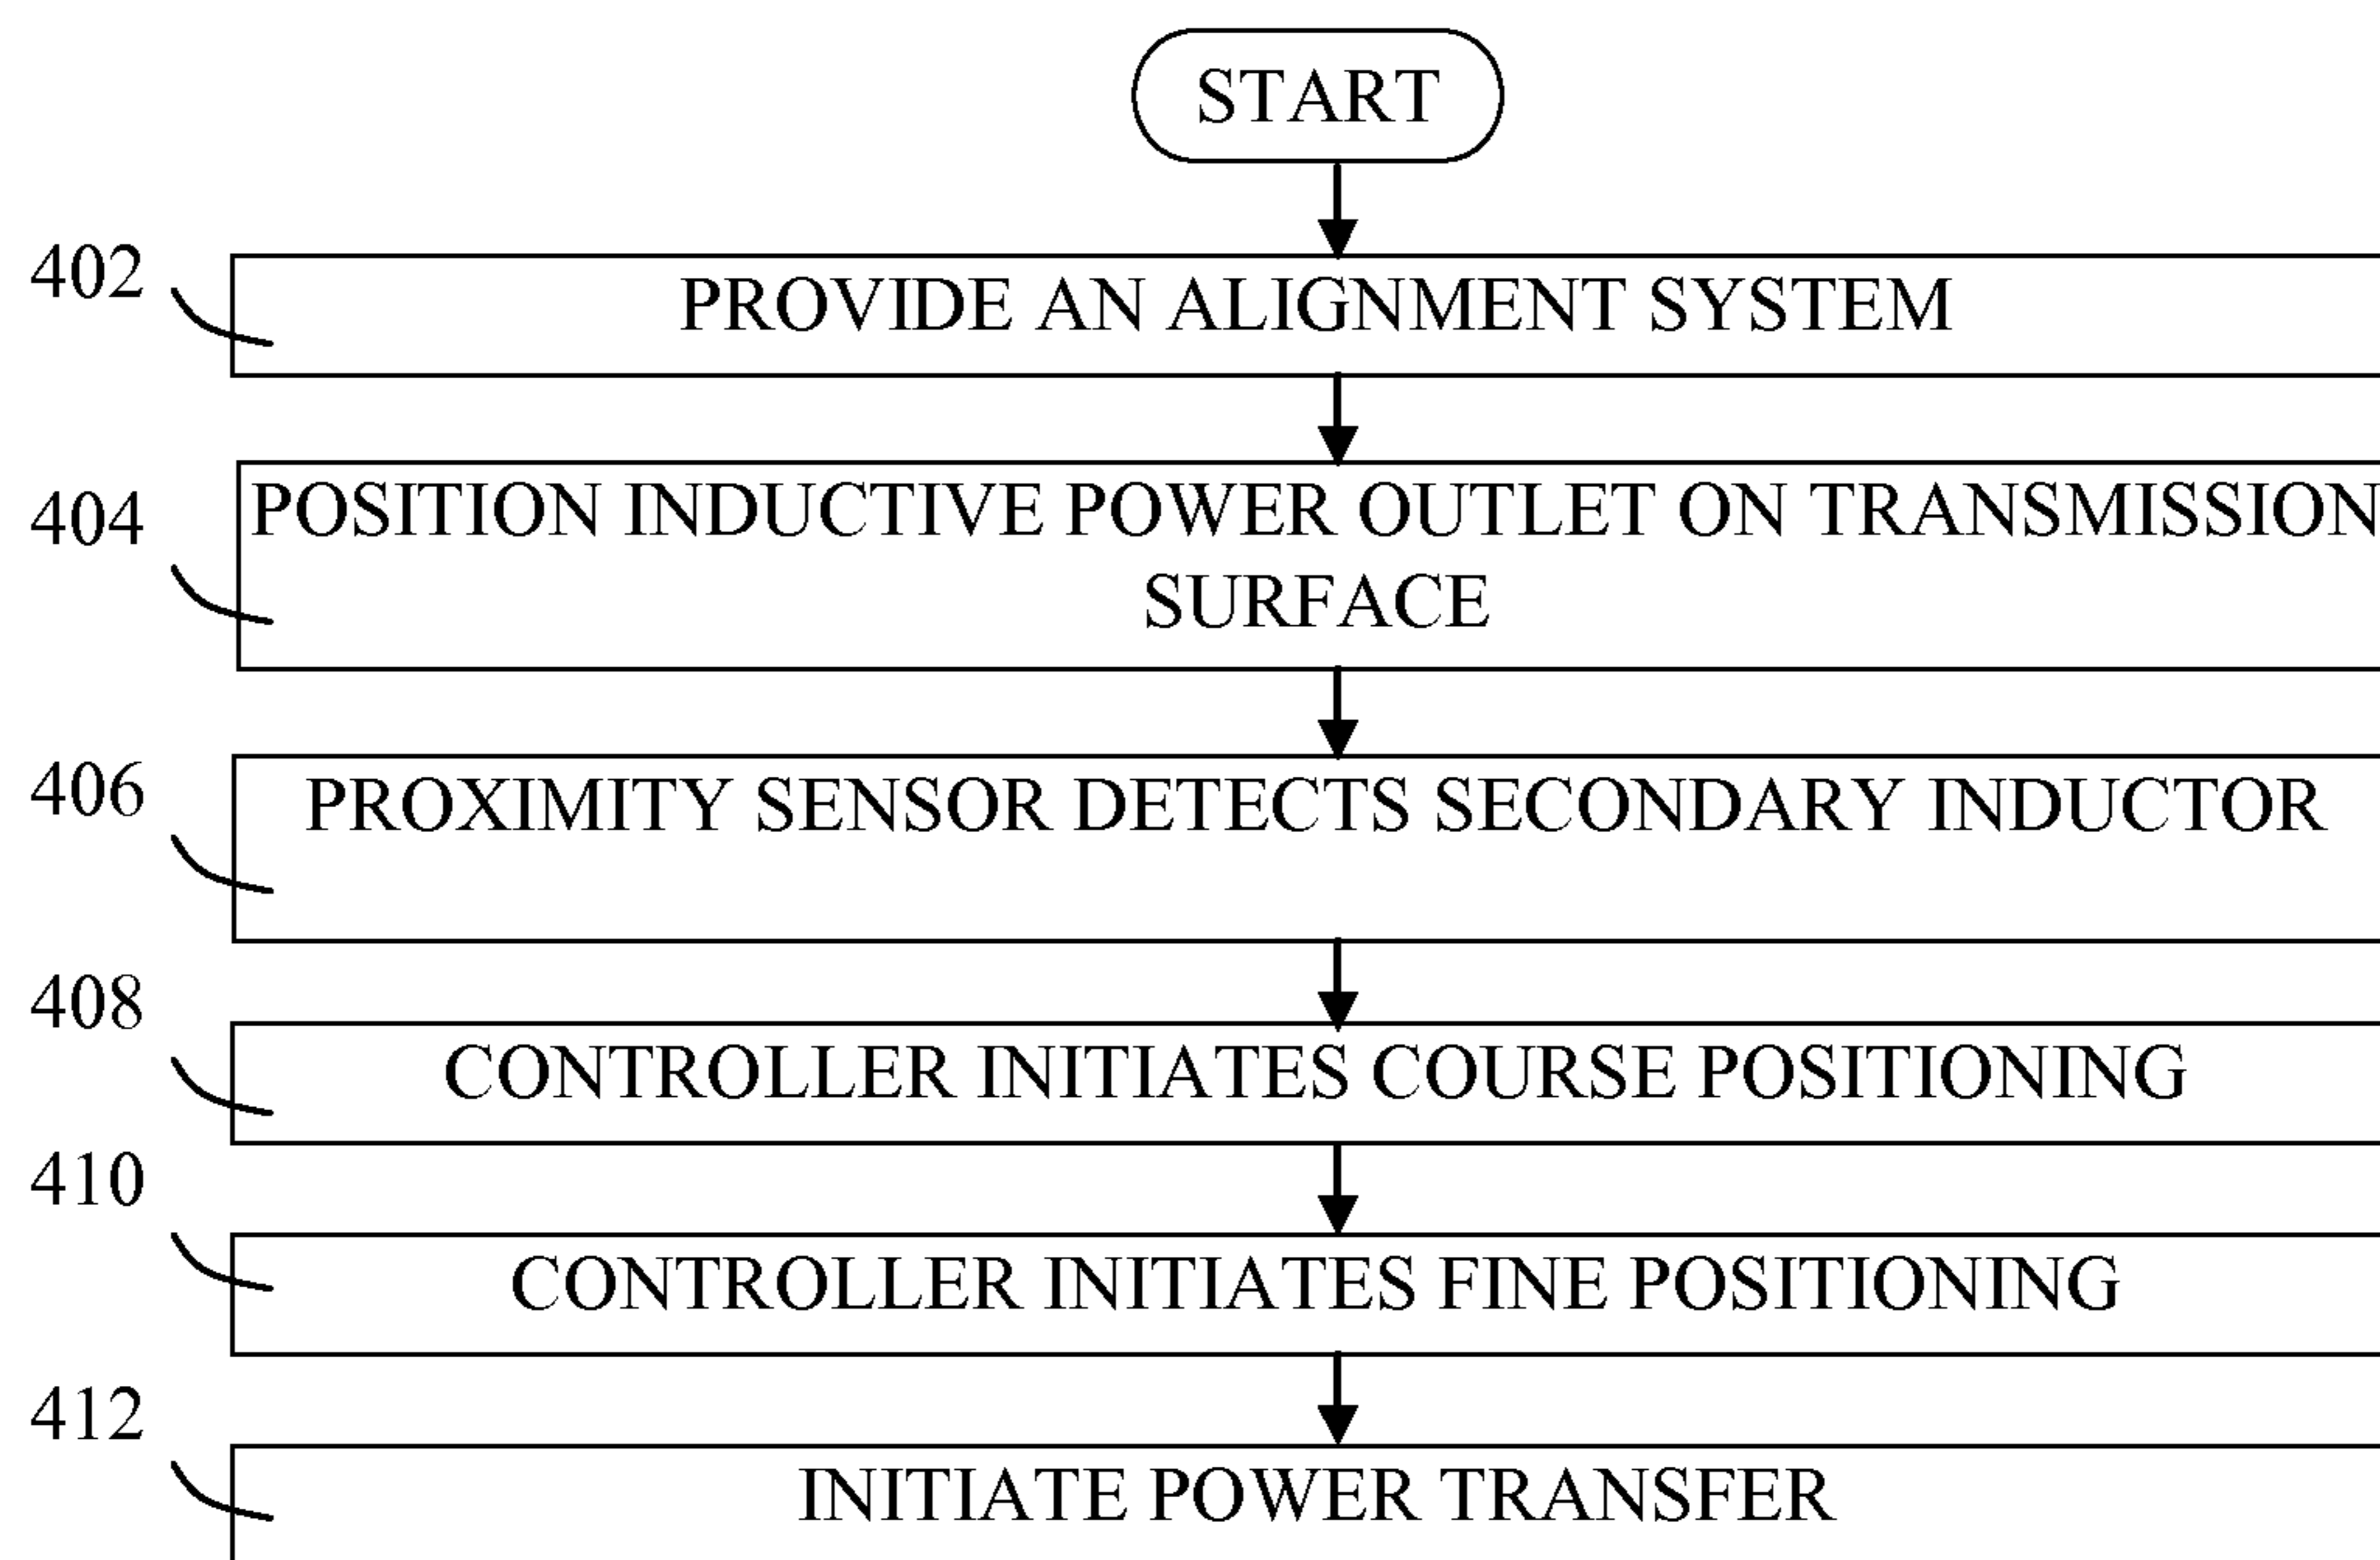 START
402
PROVIDE AN ALIGNMENT SYSTEM
404
POSITION INDUCTIVE POWER OUTLET ON TRANSMISSION
SURFACE
406
PROXIMITY SENSOR DETECTS SECONDARY INDUCTOR
408
CONTROLLER INITIATES COURSE POSITIONING
410
CONTROLLER INITIATES FINE POSITIONING
412
INITIATE POWER TRANSFER